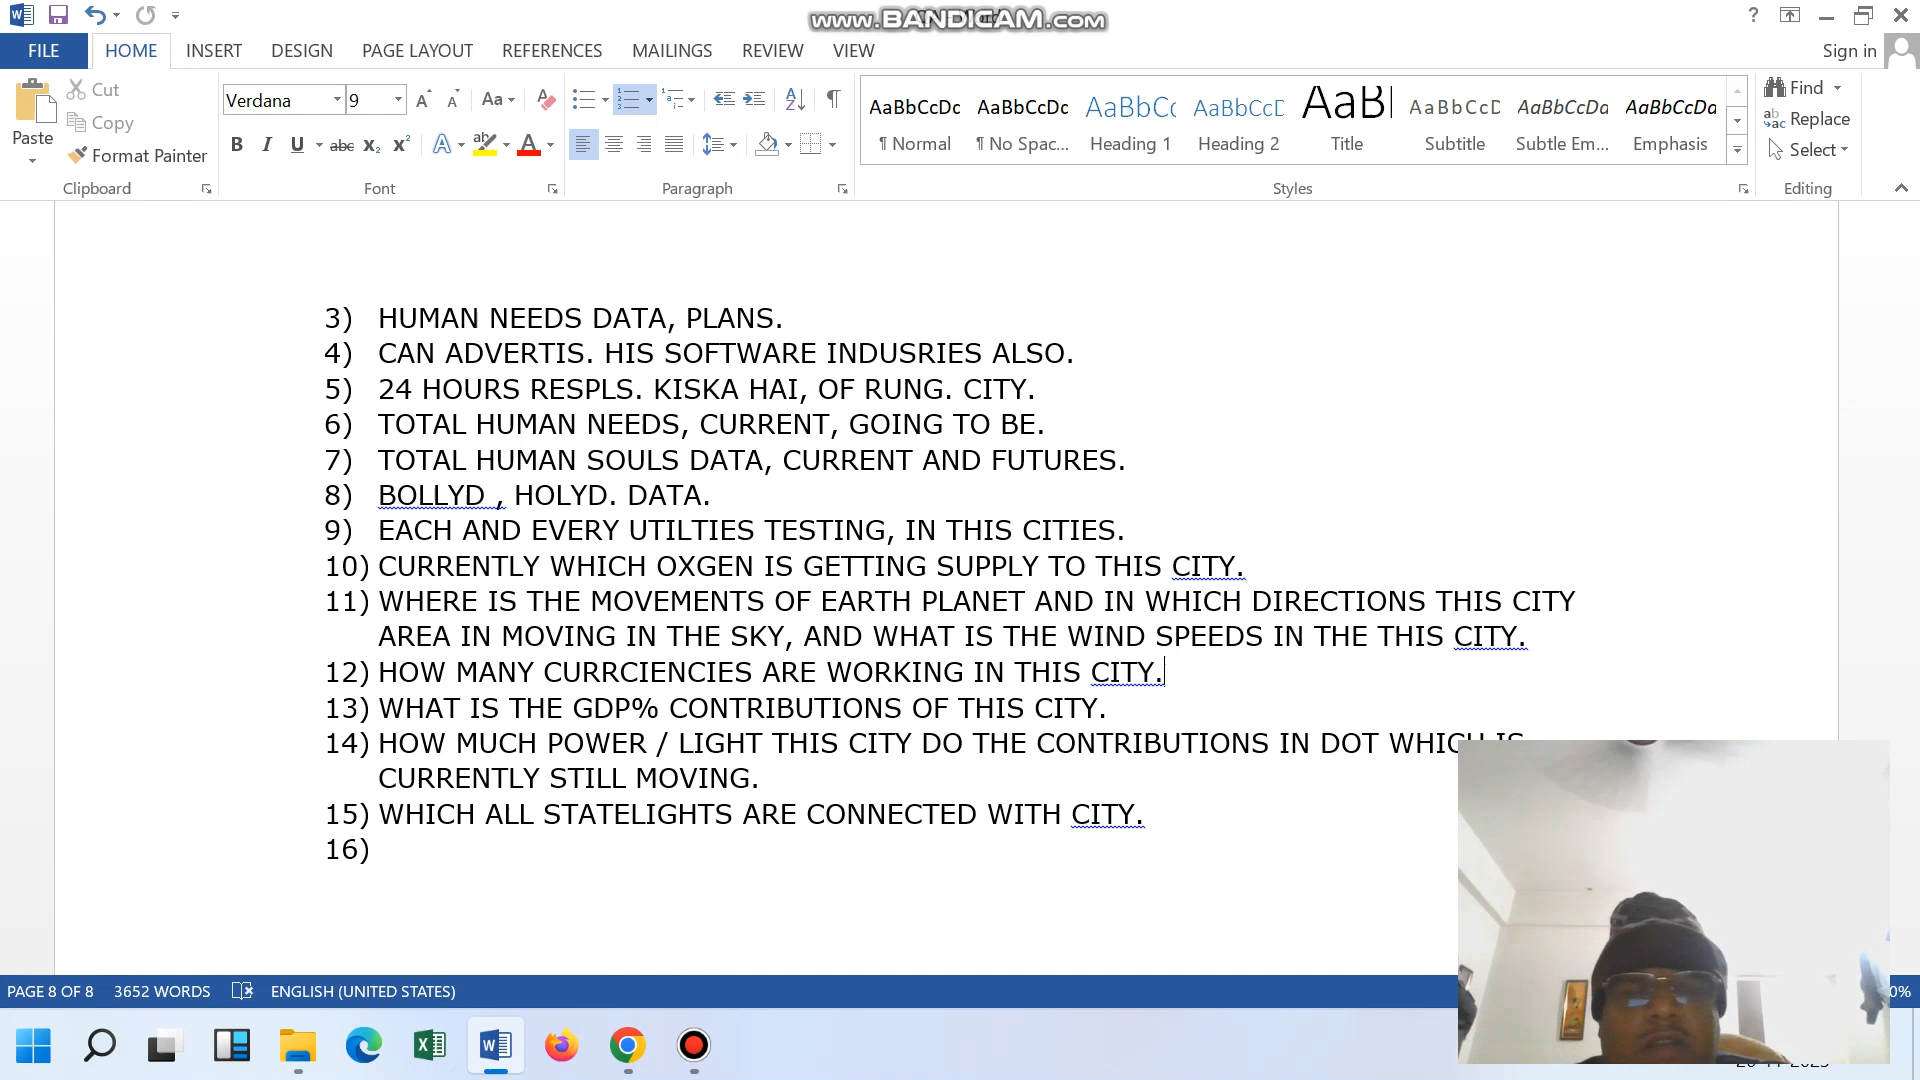 www.BANDICAM.com
FILE HOME INSERT DESIGN PAGE LAYOUT REFERENCES MAILINGS REVIEW VIEW Sign in
Paste
Cut
Copy
Format Painter
Verdana 9
AaBbCcDc AaBbCcDc AaBbC AaBbCcD AaB AaBbCcD AaBbCcDa AaBbCcDa
¶ Normal ¶ No Spac... Heading 1 Heading 2 Title Subtitle Subtle Em... Emphasis
Find
Replace
Select
Clipboard Font Paragraph Styles Editing
3) HUMAN NEEDS DATA, PLANS.
4) CAN ADVERTIS. HIS SOFTWARE INDUSRIES ALSO.
5) 24 HOURS RESPLS. KISKA HAI, OF RUNG. CITY.
6) TOTAL HUMAN NEEDS, CURRENT, GOING TO BE.
7) TOTAL HUMAN SOULS DATA, CURRENT AND FUTURES.
8) BOLLYD , HOLYD. DATA.
9) EACH AND EVERY UTILTIES TESTING, IN THIS CITIES.
10) CURRENTLY WHICH OXGEN IS GETTING SUPPLY TO THIS CITY.
11) WHERE IS THE MOVEMENTS OF EARTH PLANET AND IN WHICH DIRECTIONS THIS CITY
AREA IN MOVING IN THE SKY, AND WHAT IS THE WIND SPEEDS IN THE THIS CITY.
12) HOW MANY CURRCIENCIES ARE WORKING IN THIS CITY.
13) WHAT IS THE GDP% CONTRIBUTIONS OF THIS CITY.
14) HOW MUCH POWER / LIGHT THIS CITY DO THE CONTRIBUTIONS IN DOT WHICH IS
CURRENTLY STILL MOVING.
15) WHICH ALL STATELIGHTS ARE CONNECTED WITH CITY.
16)
PAGE 8 OF 8 3652 WORDS ENGLISH (UNITED STATES)